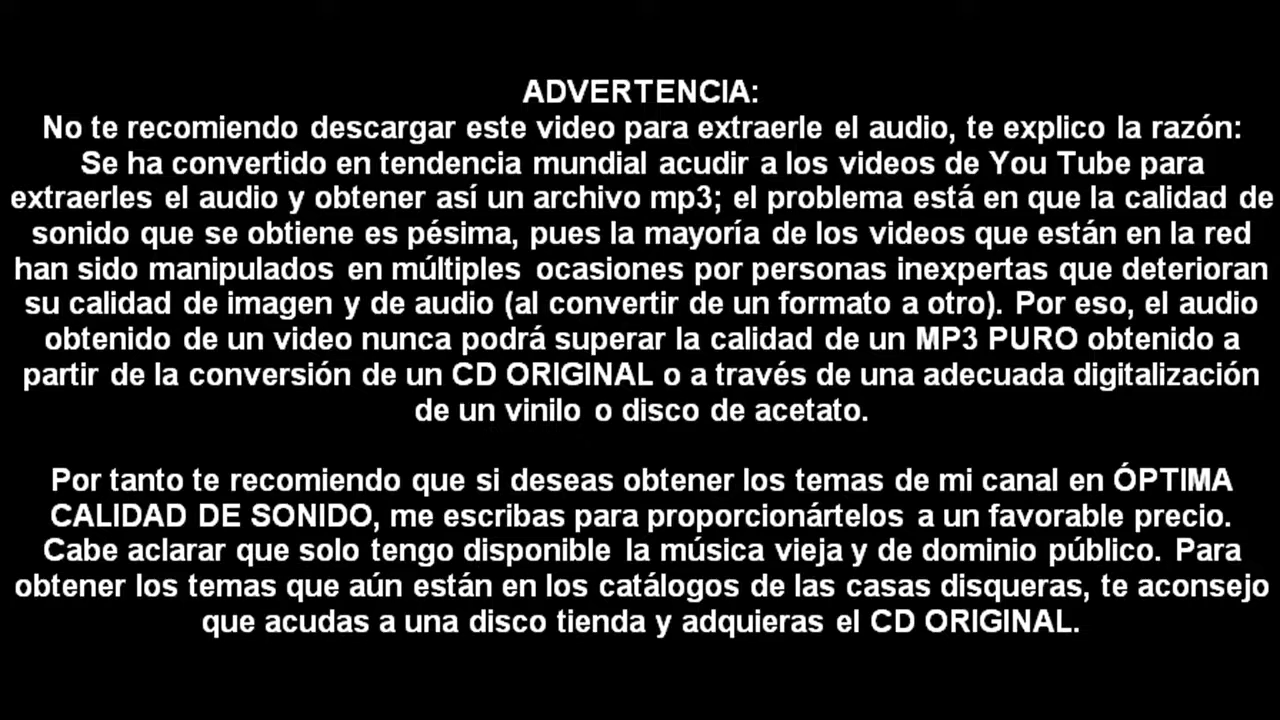 ADVERTENCIA:
No te recomiendo descargar este video para extraerle el audio, te explico la razón:
Se ha convertido en tendencia mundial acudir a los videos de You Tube para
extraerles el audio y obtener así un archivo mp3; el problema está en que la calidad de
sonido que se obtiene es pésima, pues la mayoría de los videos que están en la red
han sido manipulados en múltiples ocasiones por personas inexpertas que deterioran
su calidad de imagen y de audio (al convertir de un formato a otro). Por eso, el audio
obtenido de un video nunca podrá superar la calidad de un MP3 PURO obtenido a
partir de la conversión de un CD ORIGINAL o a través de una adecuada digitalización
de un vinilo o disco de acetato.
Por tanto te recomiendo que si deseas obtener los temas de mi canal en ÓPTIMA
CALIDAD DE SONIDO, me escribas para proporcionártelos a un favorable precio.
Cabe aclarar que solo tengo disponible la música vieja y de dominio público. Para
obtener los temas que aún están en los catálogos de las casas disqueras, te aconsejo
que acudas a una disco tienda y adquieras el CD ORIGINAL.